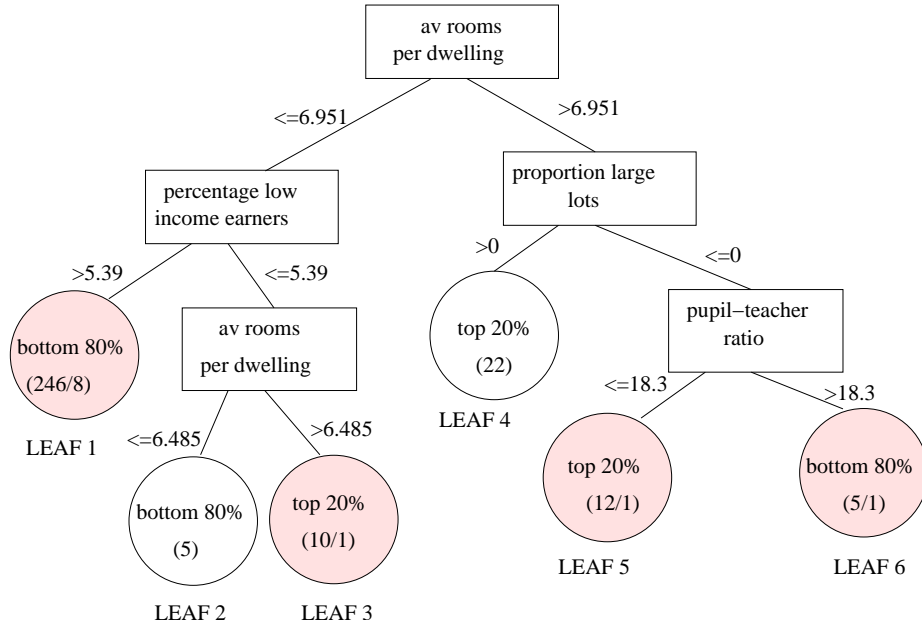 av rooms
per dwelling
<=6.951
>6.951
percentage low
income earners
proportion large
lots
>5.39
<=5.39
>0
<=0
bottom 80%
(246/8)
LEAF 1
av rooms
per dwelling
top 20%
(22)
LEAF 4
pupil−teacher
ratio
<=6.485
>6.485
<=18.3
>18.3
bottom 80%
(5)
LEAF 2
top 20%
(10/1)
LEAF 3
top 20%
(12/1)
LEAF 5
bottom 80%
(5/1)
LEAF 6